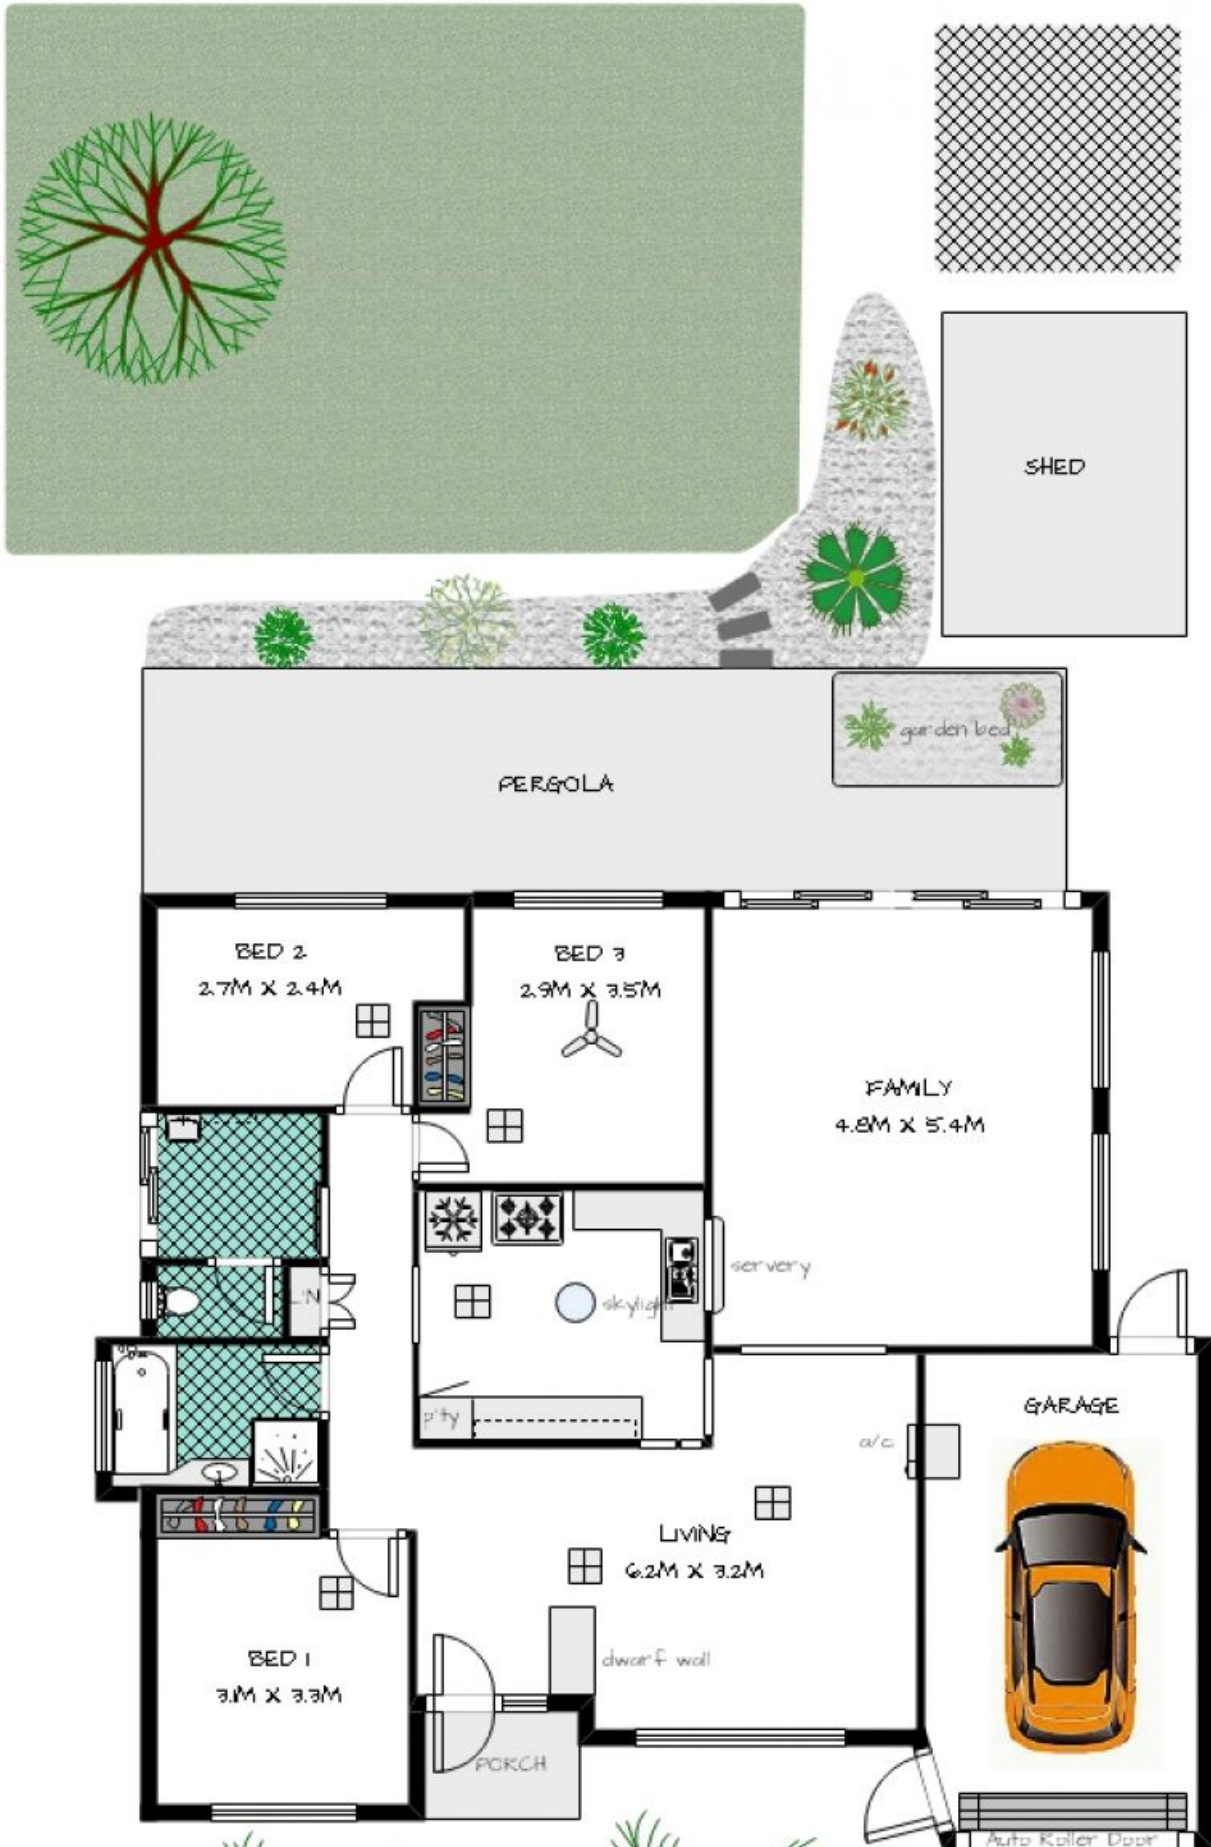 SHED
garden bed
PERGOLA
BED 2
2.7M X 2.4M
BED 3
2.9M X 3.5M
FAMILY
4.8M X 5.4M
servery
L'N
skylight
p'ty
GARAGE
a/c
LIVING
6.2M X 3.2M
dwarf wall
BED 1
3.1M X 3.3M
PORCH
Auto Roller Door